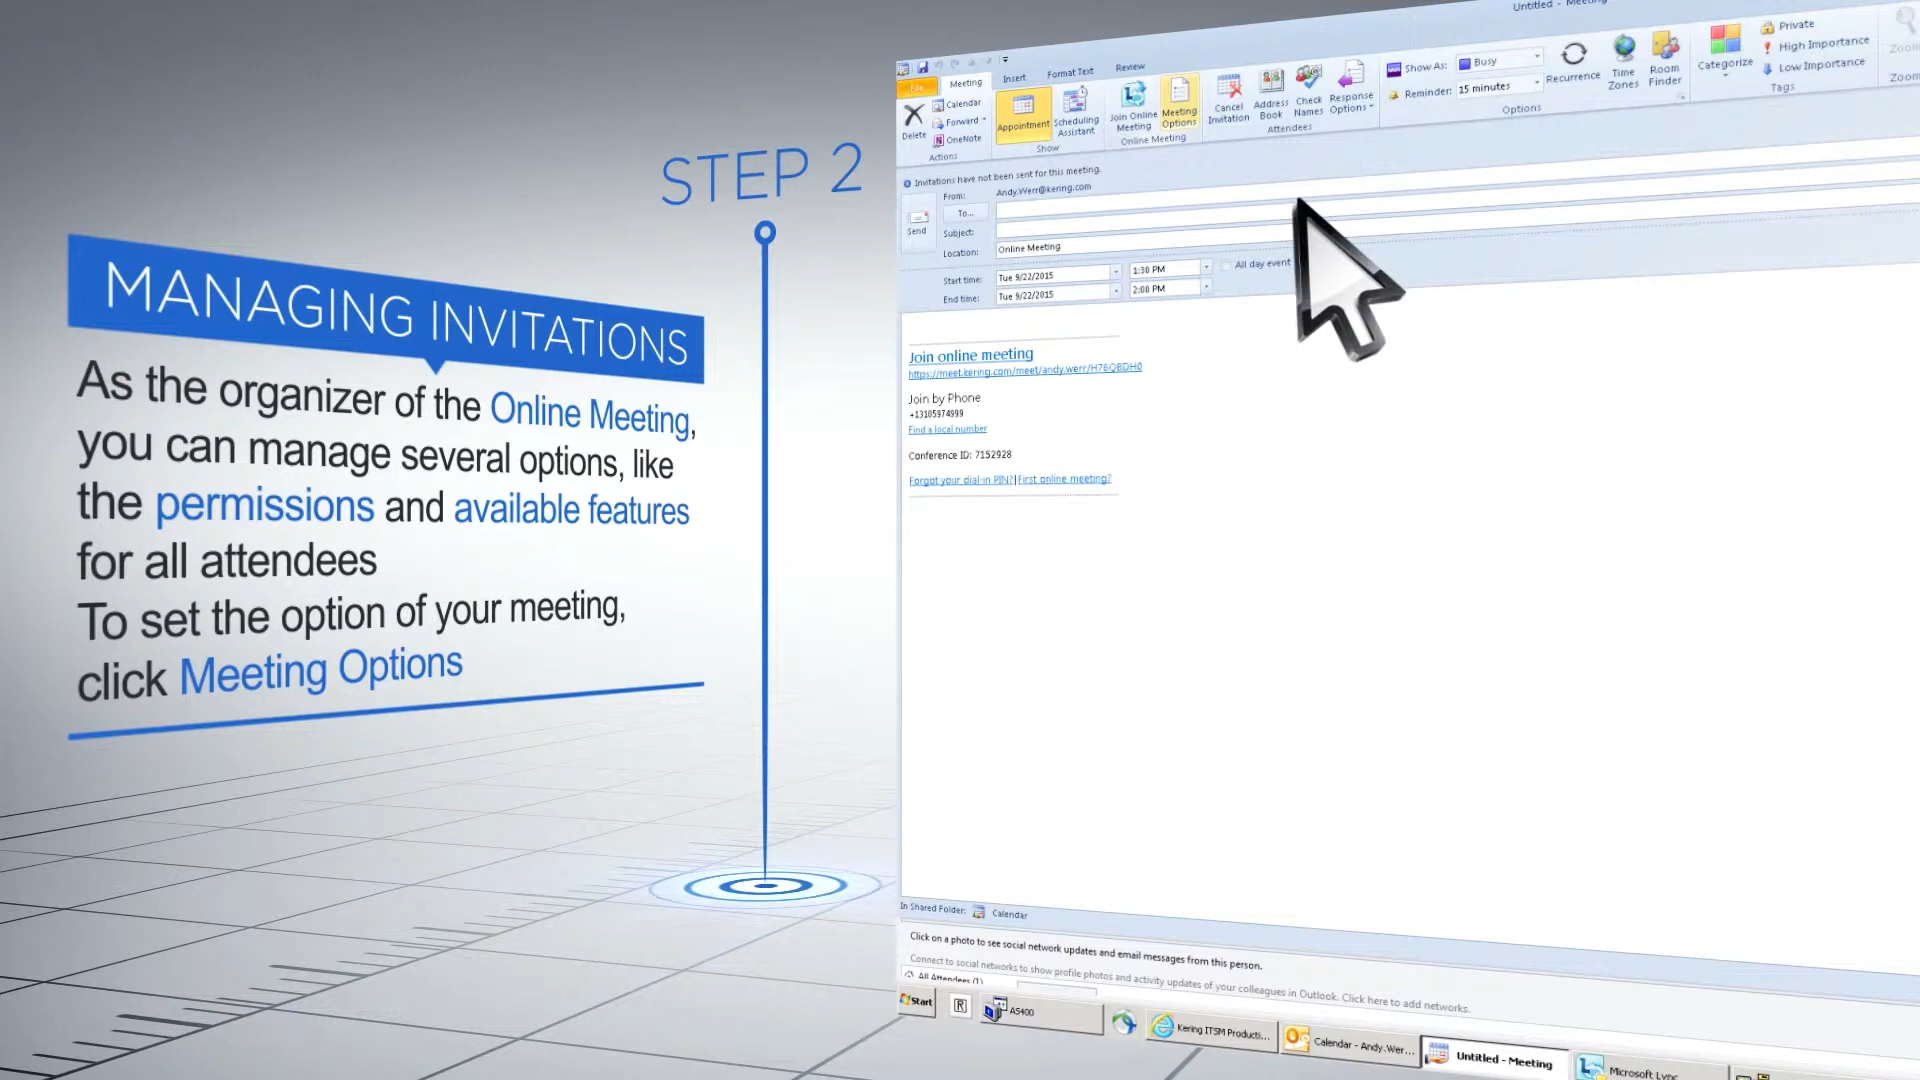 STEP 2
MANAGING INVITATIONS
As the organizer of the Online Meeting,
you can manage several options, like
the permissions and available features
for all attendees
To set the option of your meeting,
click Meeting Options
Untitled - Meeting
File Meeting Insert Format Text Review
Delete
Calendar
Forward
OneNote
Actions
Appointment
Scheduling Assistant
Show
Join Online Meeting
Meeting Options
Online Meeting
Cancel Invitation
Address Book
Check Names
Response Options
Attendees
Show As: Busy
Reminder: 15 minutes
Recurrence
Time Zones
Room Finder
Options
Categorize
Private
High Importance
Low Importance
Tags
Zoom
Zoom
Invitations have not been sent for this meeting.
Send
From: Andy.Werr@kering.com
To...
Subject:
Location: Online Meeting
Start time: Tue 9/22/2015 1:30 PM All day event
End time: Tue 9/22/2015 2:00 PM
Join online meeting
https://meet.kering.com/meet/andy.werr/H76QBDH0
Join by Phone
+13105974999
Find a local number
Conference ID: 7152928
Forgot your dial-in PIN? | First online meeting?
In Shared Folder: Calendar
Click on a photo to see social network updates and email messages from this person.
Connect to social networks to show profile photos and activity updates of your colleagues in Outlook. Click here to add networks.
All Attendees (1)
Start
R
AS400
Kering ITSM Producti...
Calendar - Andy.Wer...
Untitled - Meeting
Microsoft Lync